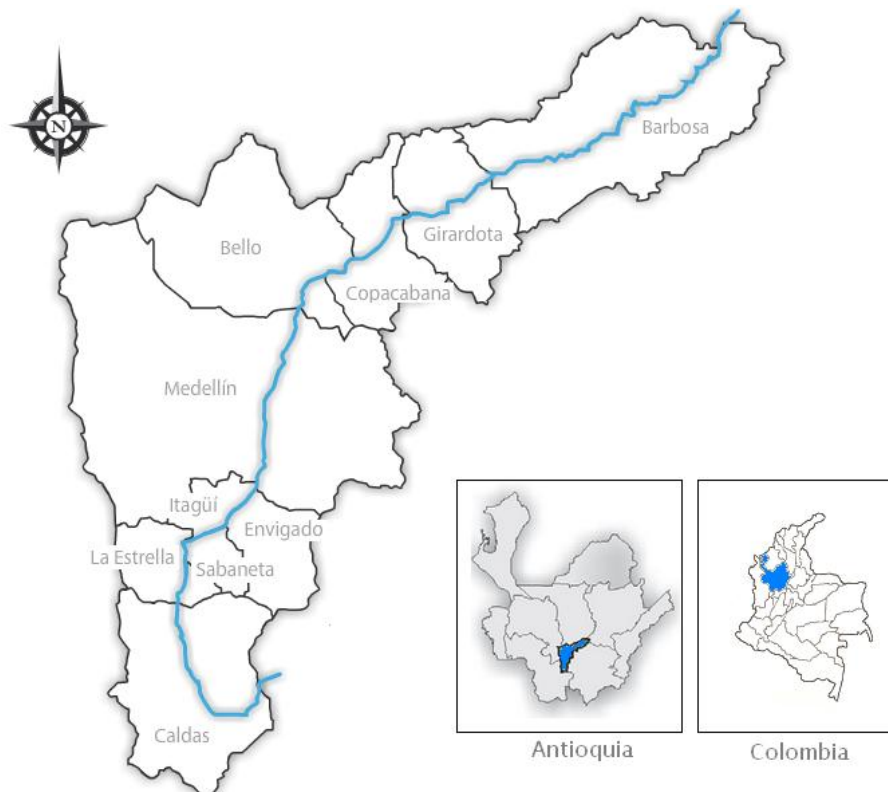 N
Barbosa
Girardota
Bello
Copacabana
Medellín
Itagüí
Envigado
La Estrella
Sabaneta
Caldas
Antioquia
Colombia